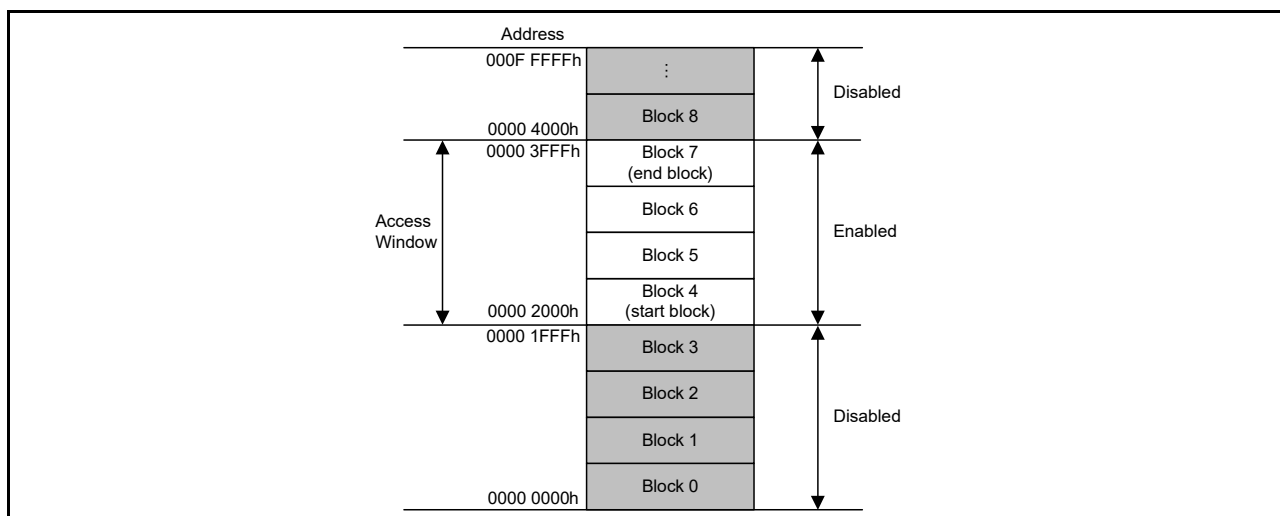 Address
000F FFFFh
⋮
Disabled
Block 8
0000 4000h
0000 3FFFh
Block 7
(end block)
Block 6
Access
Window
Enabled
Block 5
Block 4
(start block)
0000 2000h
0000 1FFFh
Block 3
Block 2
Disabled
Block 1
Block 0
0000 0000h